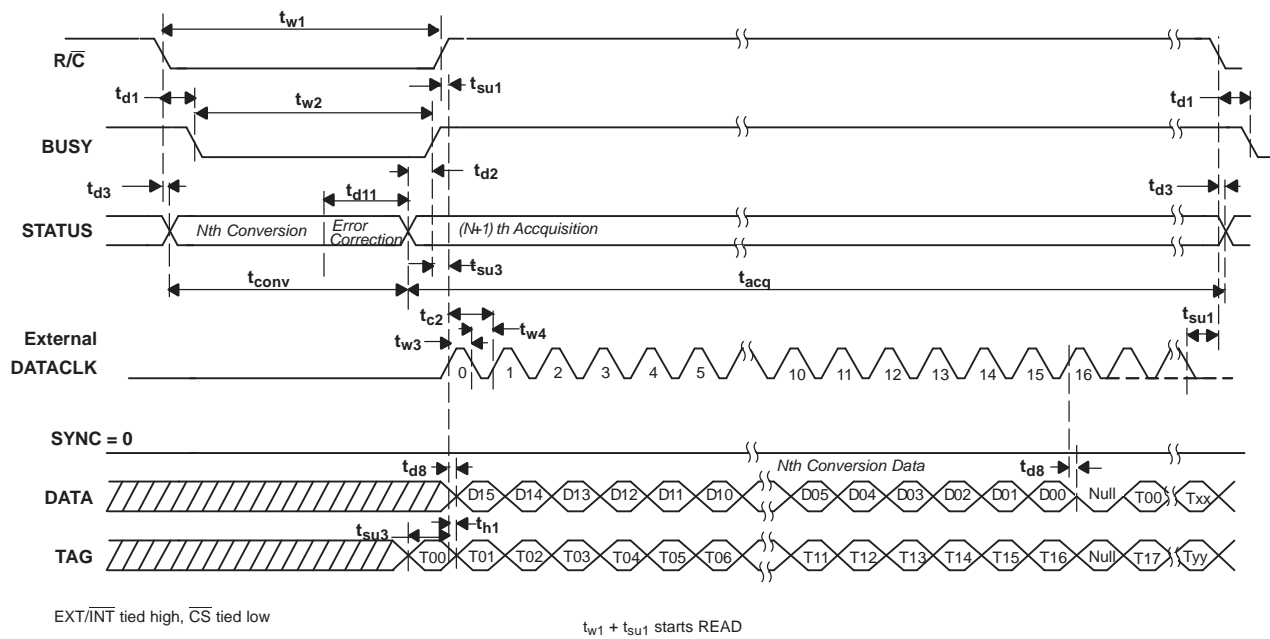 tw1
R/C
tsu1
td1
tw2
td1
BUSY
td2
td3
td11
td3
STATUS
Nth Conversion
Error Correction
(N+1) th Accquisition
tsu3
tconv
tacq
tc2
tsu1
External
tw3
tw4
DATACLK
0 1 2 3 4 5 10 11 12 13 14 15 16
SYNC = 0
td8
Nth Conversion Data
td8
DATA
D15 D14 D13 D12 D11 D10 D05 D04 D03 D02 D01 D00 Null T00 Txx
tsu3
th1
TAG
T00 T01 T02 T03 T04 T05 T06 T11 T12 T13 T14 T15 T16 Null T17 Tyy
EXT/INT tied high, CS tied low
tw1 + tsu1 starts READ